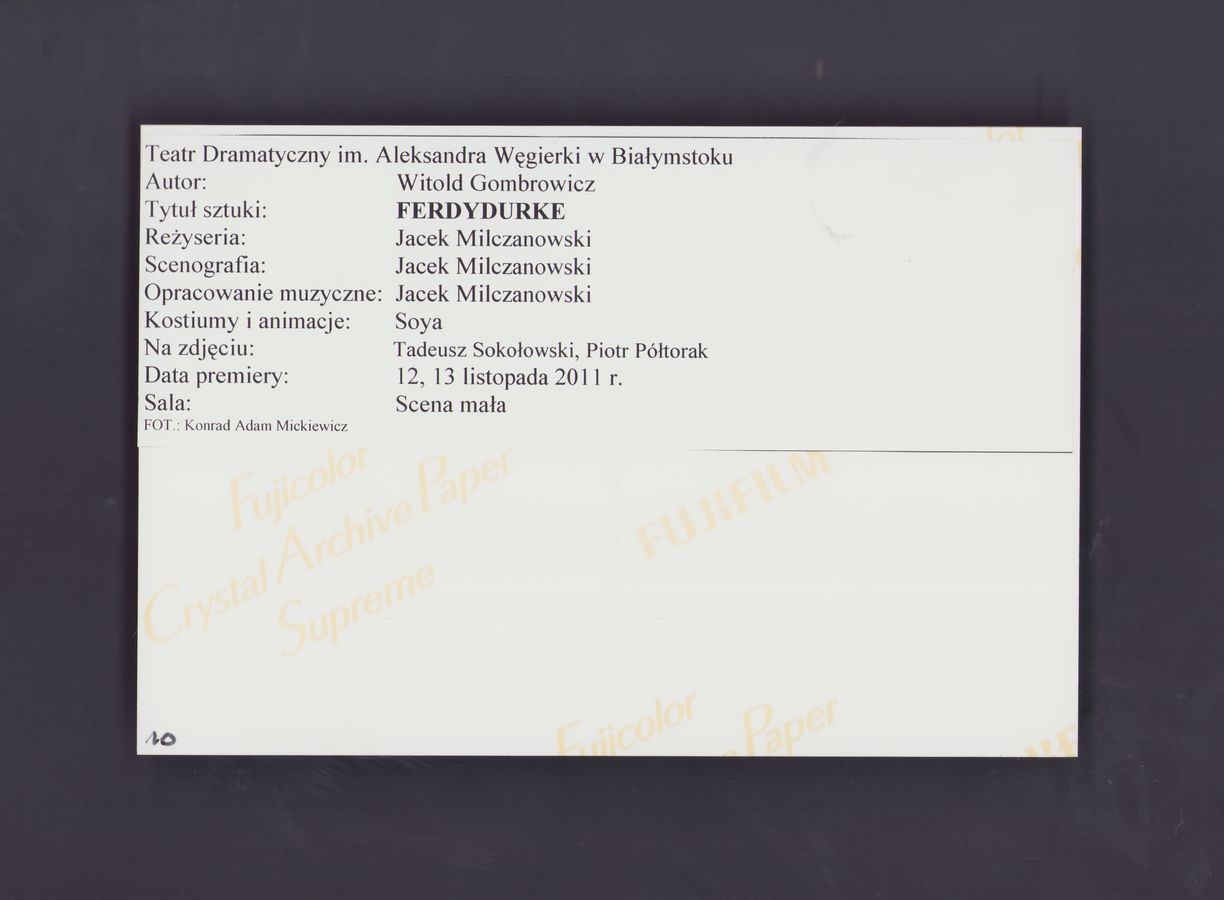 Teatr Dramatyczny im. Aleksandra Węgierki w Białymstoku
Autor: Witold Gombrowicz
Tytuł sztuki: FERDYDURKE
Reżyseria: Jacek Milczanowski
Scenografia: Jacek Milczanowski
Opracowanie muzyczne: Jacek Milczanowski
Kostiumy i animacje: Soya
Na zdjęciu: Tadeusz Sokołowski, Piotr Półtorak
Data premiery: 12, 13 listopada 2011 r.
Sala: Scena mała
FOT.: Konrad Adam Mickiewicz
Fujicolor
Crystal Archive Paper
Supreme
FUJIFILM
Fujicolor
Paper
10